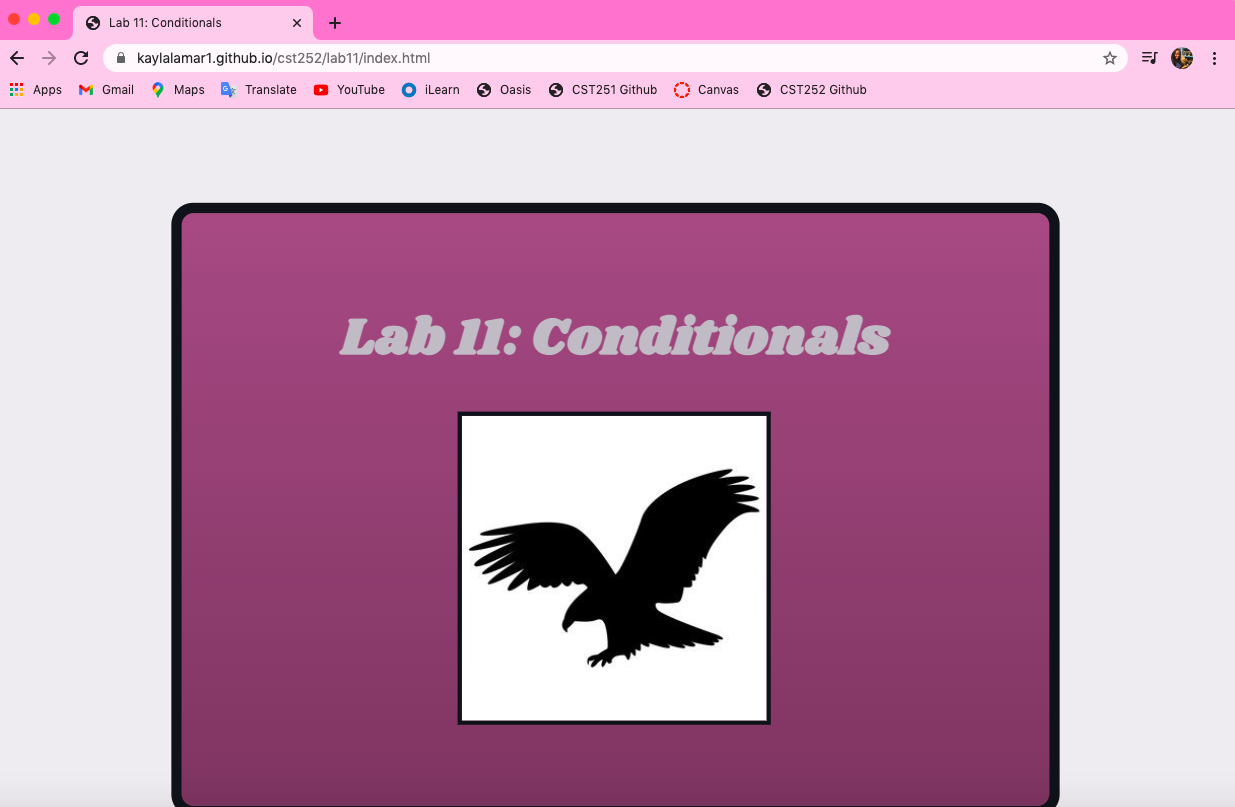 Lab 11: Conditionals
kaylalamar1.github.io/cst252/lab11/index.html
Apps Gmail Maps Translate YouTube iLearn Oasis CST251 Github Canvas CST252 Github
Lab 11: Conditionals